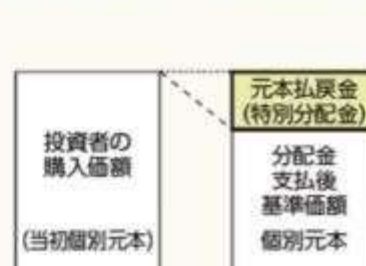 投資者の
購入価額
(当初個別元本)
元本払戻金
(特別分配金)
分配金
支払後
基準価額
個別元本